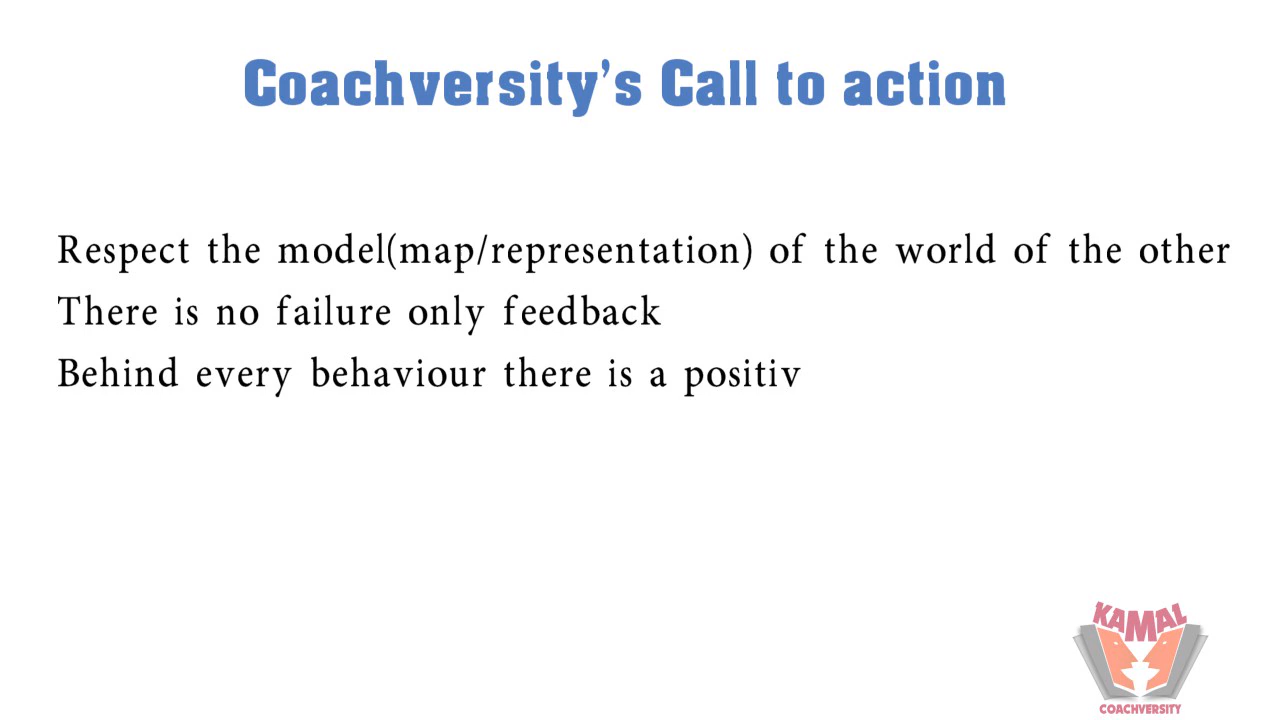 Coachversity’s Call to action
Respect the model(map/representation) of the world of the other
There is no failure only feedback
Behind every behaviour there is a positiv
KAMAL
COACHVERSITY